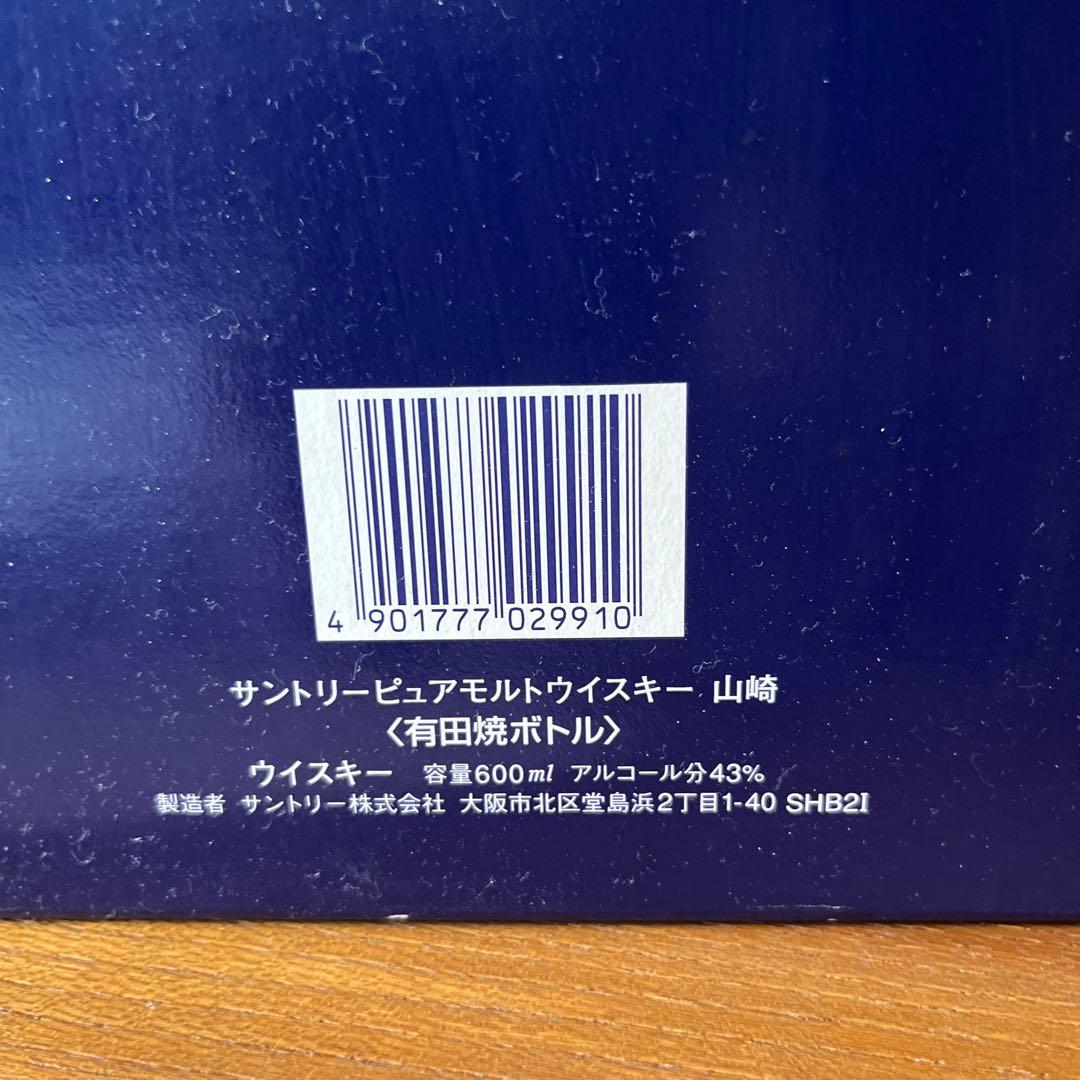 4 901777 029910
サントリーピュアモルトウイスキー 山崎
〈有田焼ボトル〉
ウイスキー 容量600ml アルコール分43%
製造者 サントリー株式会社 大阪市北区堂島浜2丁目1-40 SHB2I